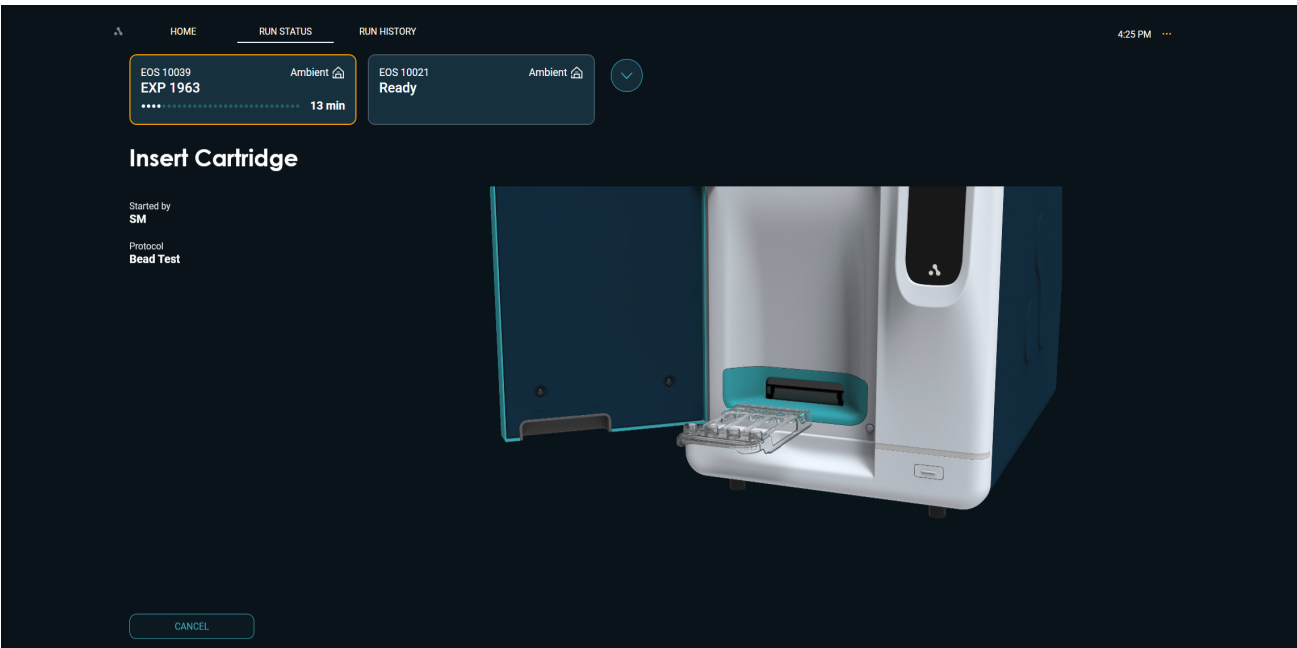 HOME RUN STATUS RUN HISTORY 4:25 PM ...
EOS 10039 Ambient
EXP 1963
13 min
EOS 10021 Ambient
Ready
Insert Cartridge
Started by
SM
Protocol
Bead Test
CANCEL